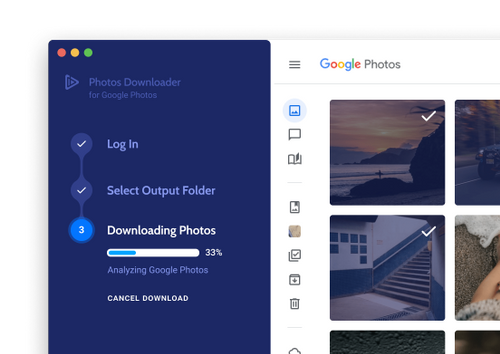 Photos Downloader
for Google Photos
Log In
Select Output Folder
3
Downloading Photos
33%
Analyzing Google Photos
CANCEL DOWNLOAD
Google Photos